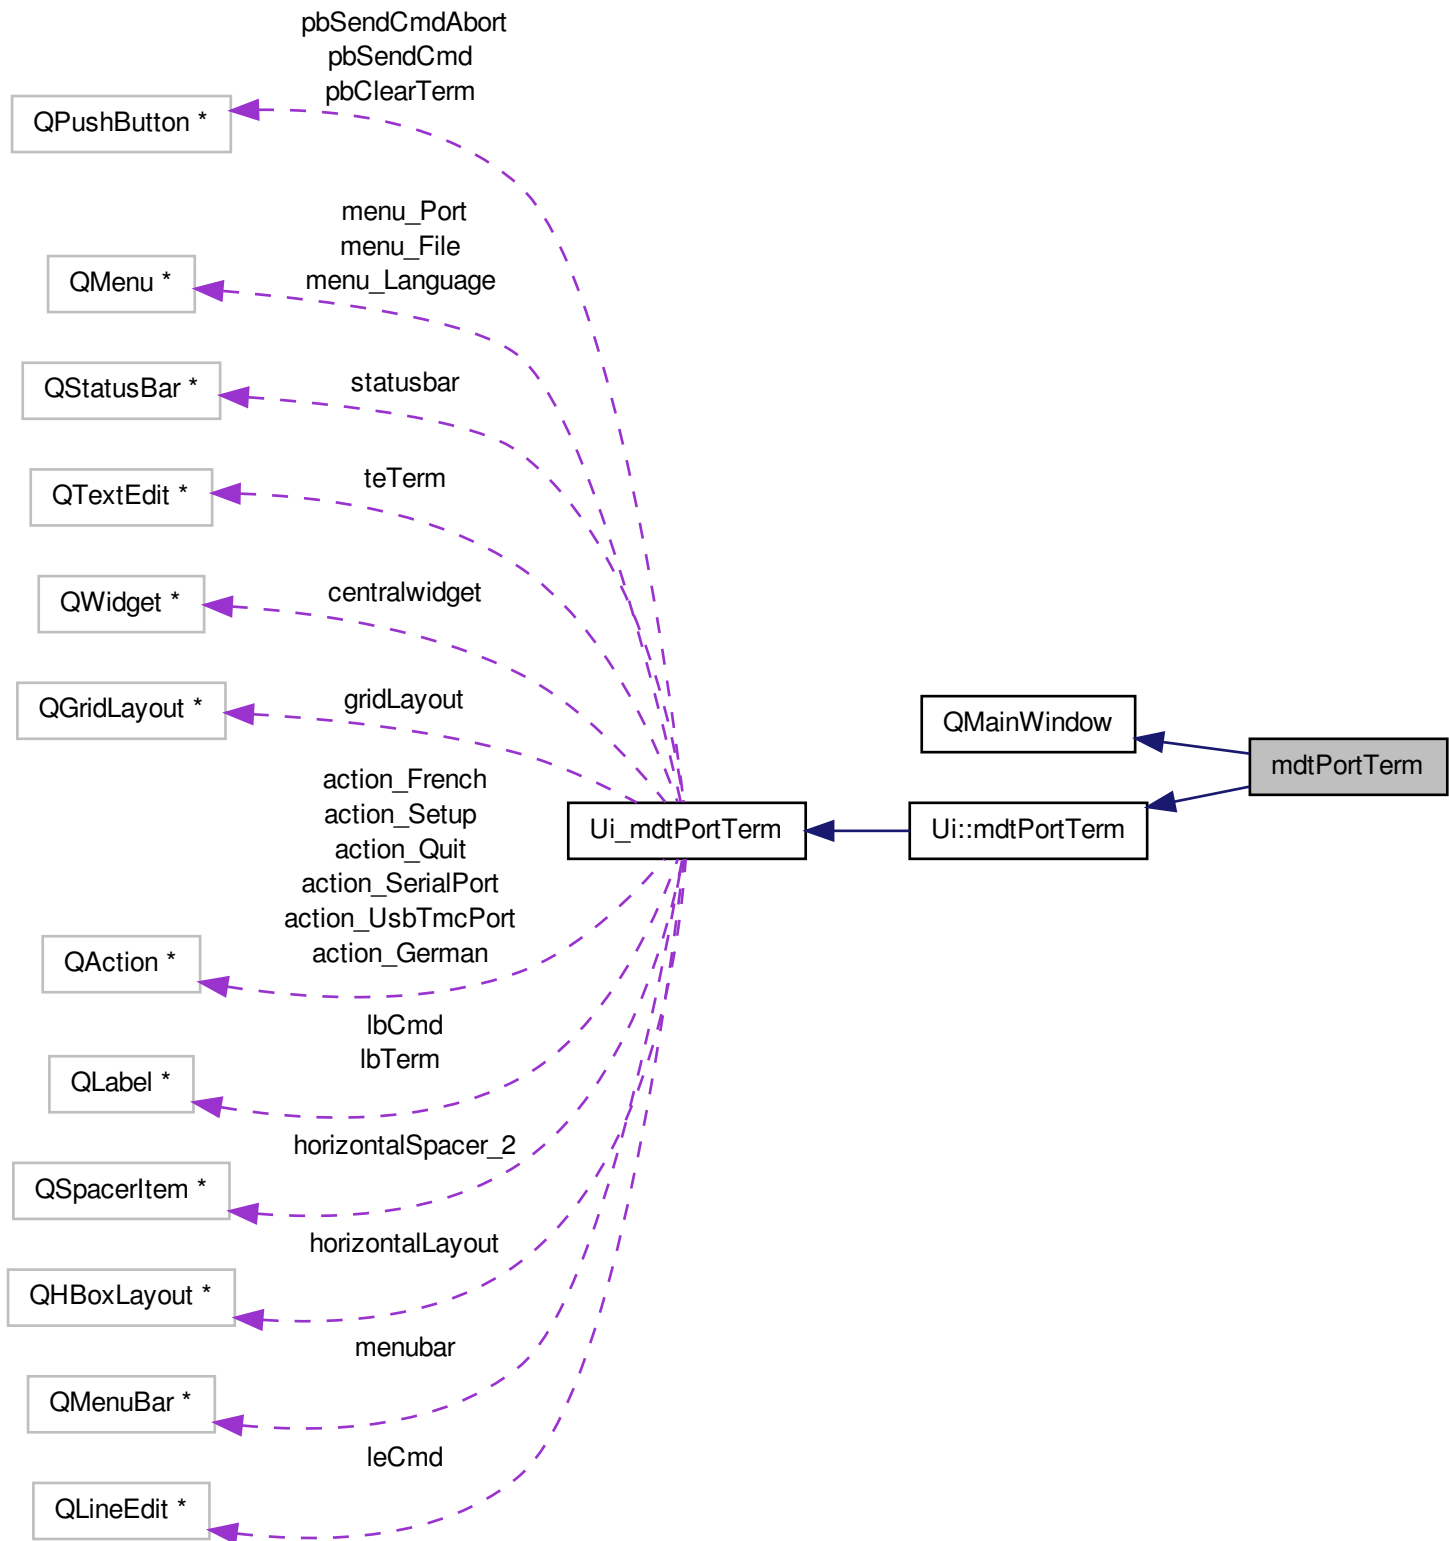 pbSendCmdAbort
pbSendCmd
pbClearTerm
QPushButton *
menu_Port
menu_File
menu_Language
QMenu *
statusbar
QStatusBar *
teTerm
QTextEdit *
centralwidget
QWidget *
gridLayout
QGridLayout *
QMainWindow
mdtPortTerm
Ui_mdtPortTerm
Ui::mdtPortTerm
action_French
action_Setup
action_Quit
action_SerialPort
action_UsbTmcPort
action_German
QAction *
lbCmd
lbTerm
QLabel *
horizontalSpacer_2
QSpacerItem *
horizontalLayout
QHBoxLayout *
menubar
QMenuBar *
leCmd
QLineEdit *